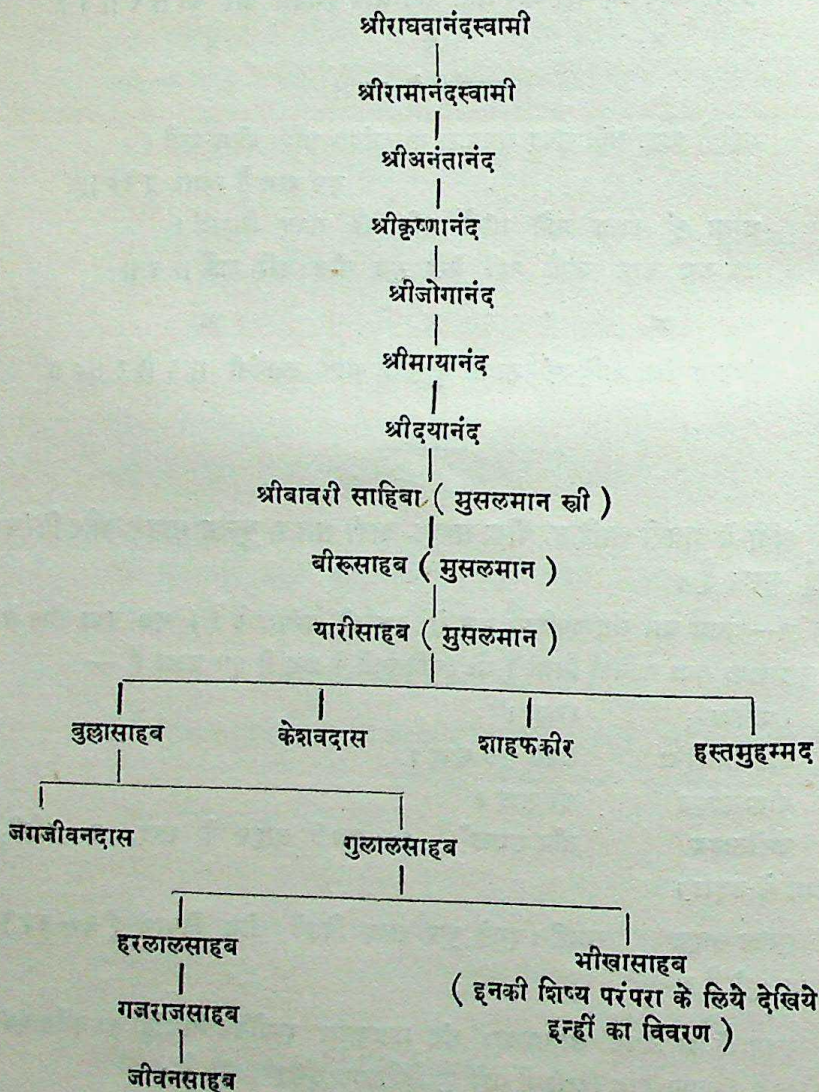 श्रीराघवानंदस्वामी
श्रीरामानंदस्वामी
श्रीअनंतानंद
श्रीकृष्णानंद
श्रीजोगानंद
श्रीमायानंद
श्रीदयानंद
श्रीबावरी साहिबा ( मुसलमान स्त्री )
बीरूसाहब ( मुसलमान )
यारीसाहब ( मुसलमान )
बुल्लासाहब केशवदास शाहफकीर हस्तमुहम्मद
जगजीवनदास गुलालसाहब
हरलालसाहब भीखासाहब
( इनकी शिष्य परंपरा के लिये देखिये
गजराजसाहब इन्हीं का विवरण )
जीवनसाहब